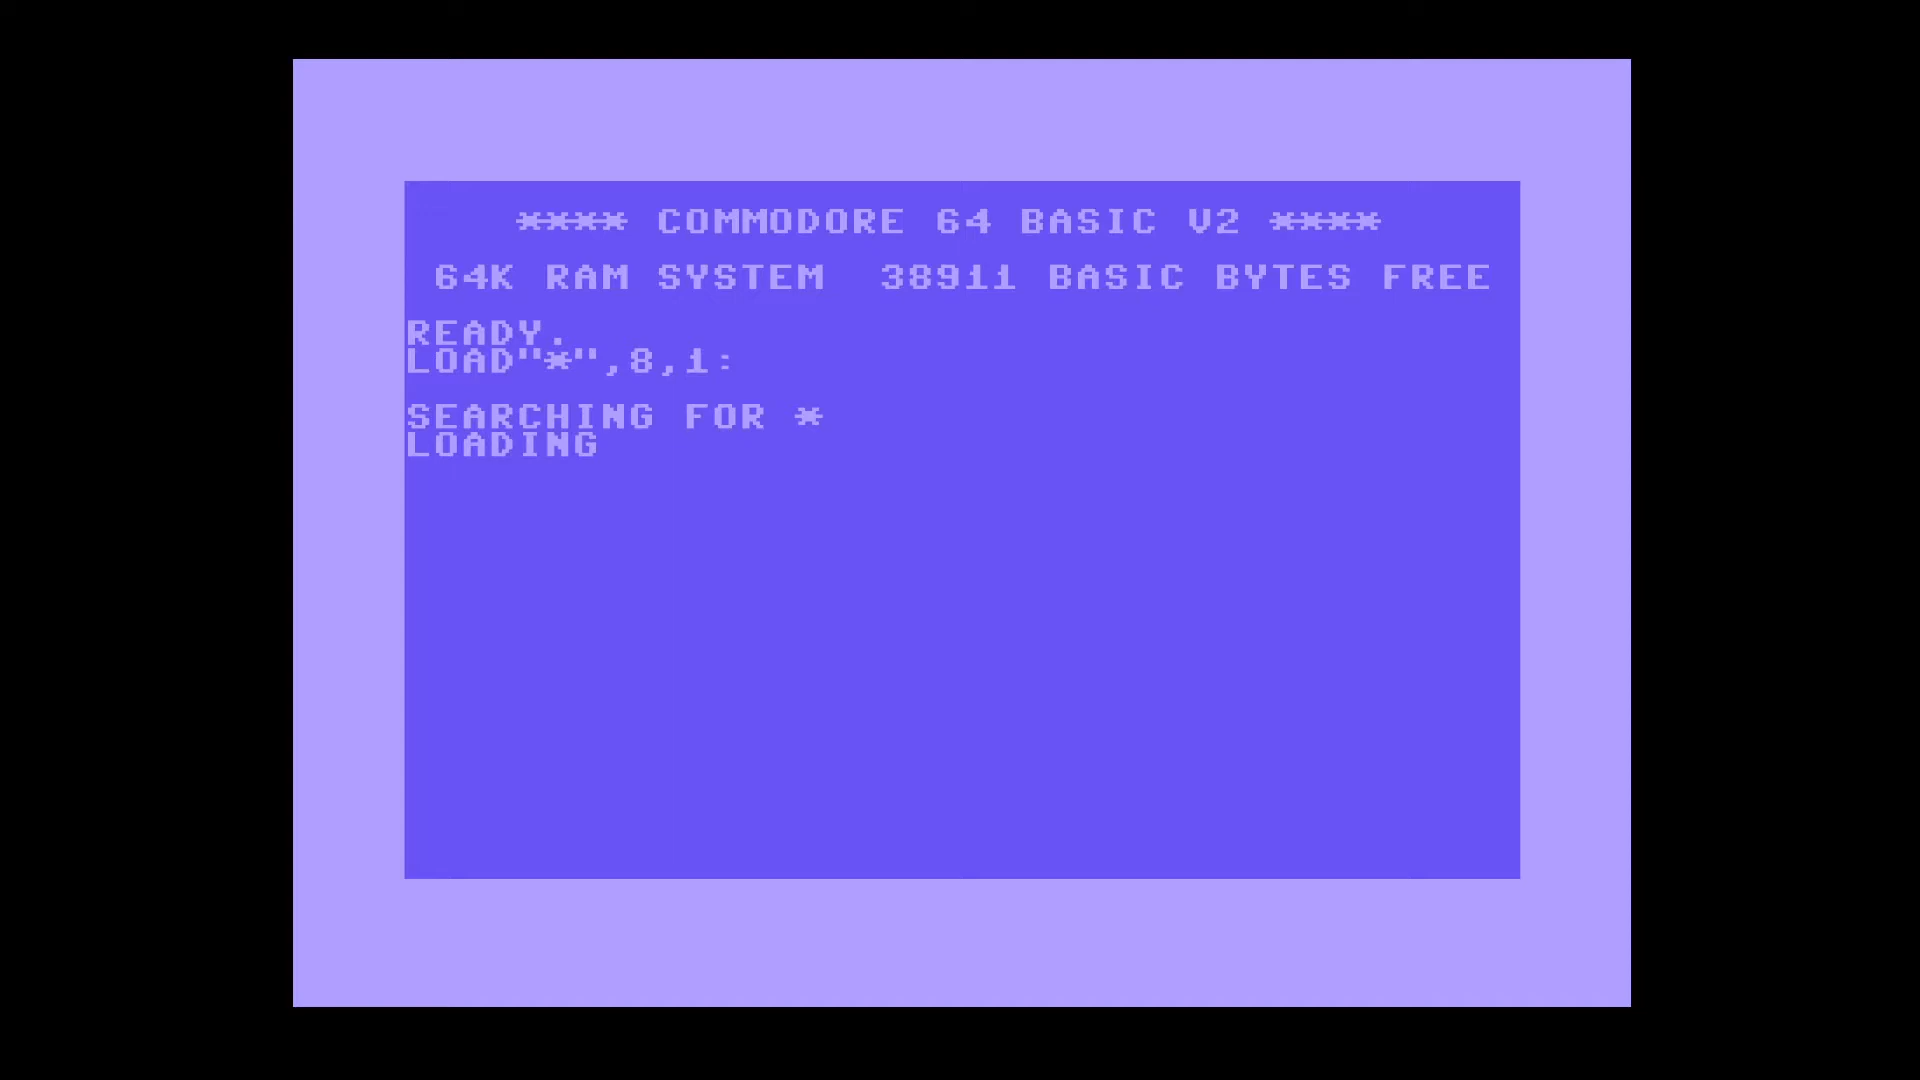 **** COMMODORE 64 BASIC V2 ****
64K RAM SYSTEM  38911 BASIC BYTES FREE
READY.
LOAD"*",8,1:
SEARCHING FOR *
LOADING